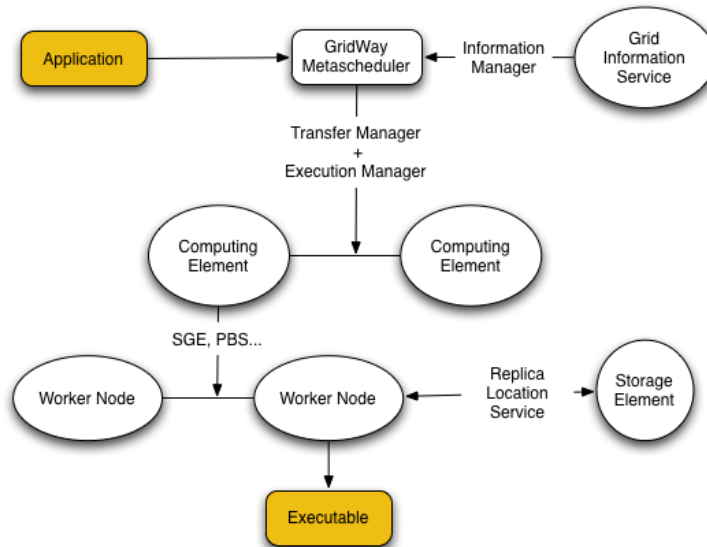 Application
GridWay
Metascheduler
Information
Manager
Grid
Information
Service
Transfer Manager
+
Execution Manager
Computing
Element
Computing
Element
SGE, PBS...
Worker Node
Worker Node
Replica
Location
Service
Storage
Element
Executable